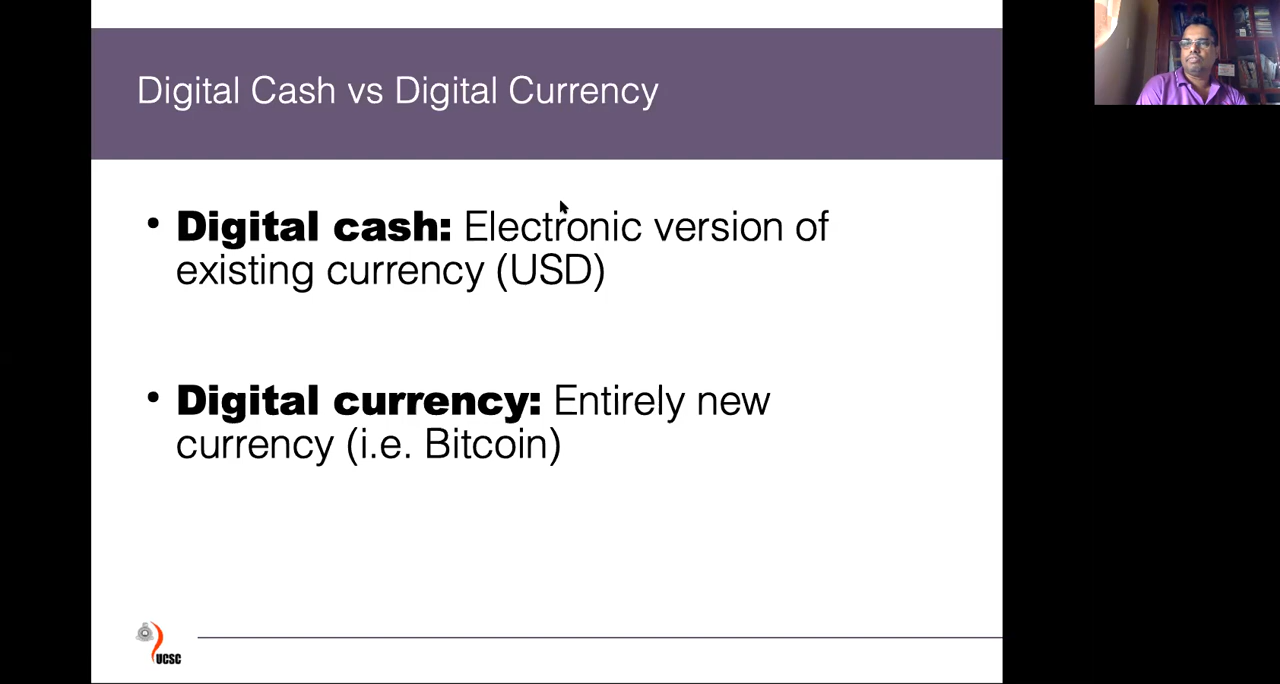 Digital Cash vs Digital Currency
• Digital cash: Electronic version of
existing currency (USD)
• Digital currency: Entirely new
currency (i.e. Bitcoin)
UCSC